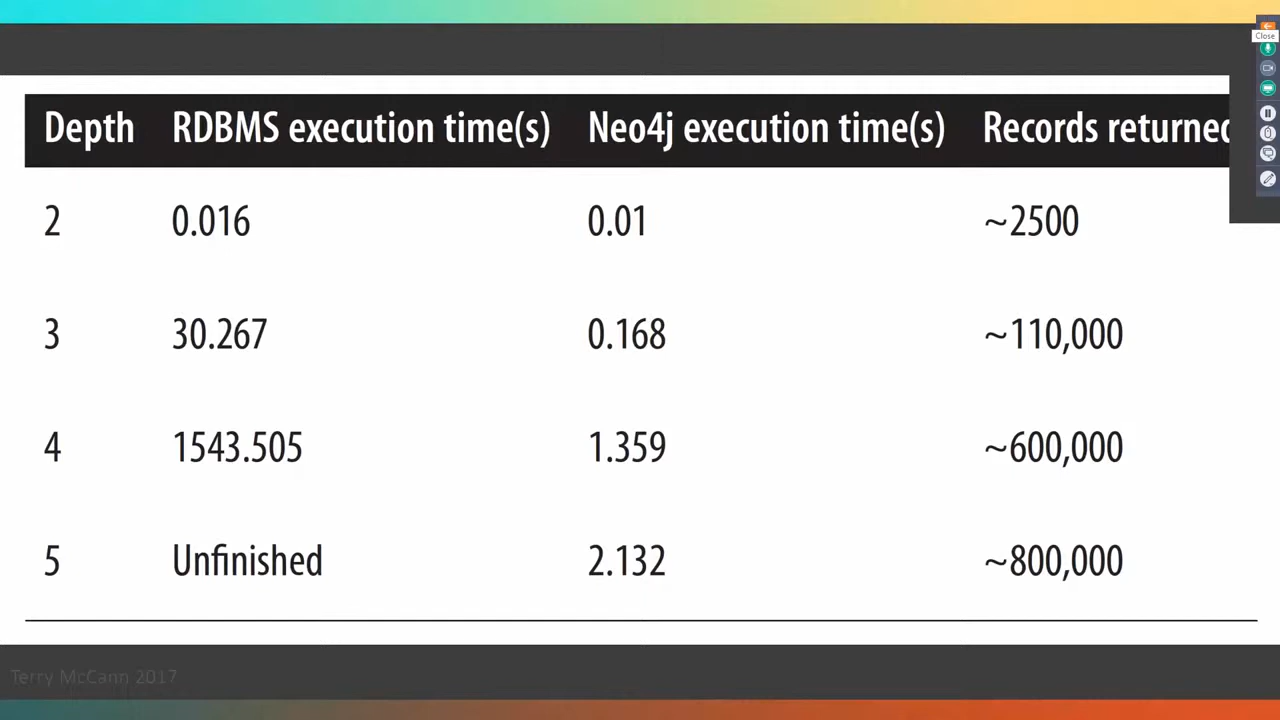 Close
Depth RDBMS execution time(s) Neo4j execution time(s) Records returned
2 0.016 0.01 ~2500
3 30.267 0.168 ~110,000
4 1543.505 1.359 ~600,000
5 Unfinished 2.132 ~800,000
Terry McCann 2017